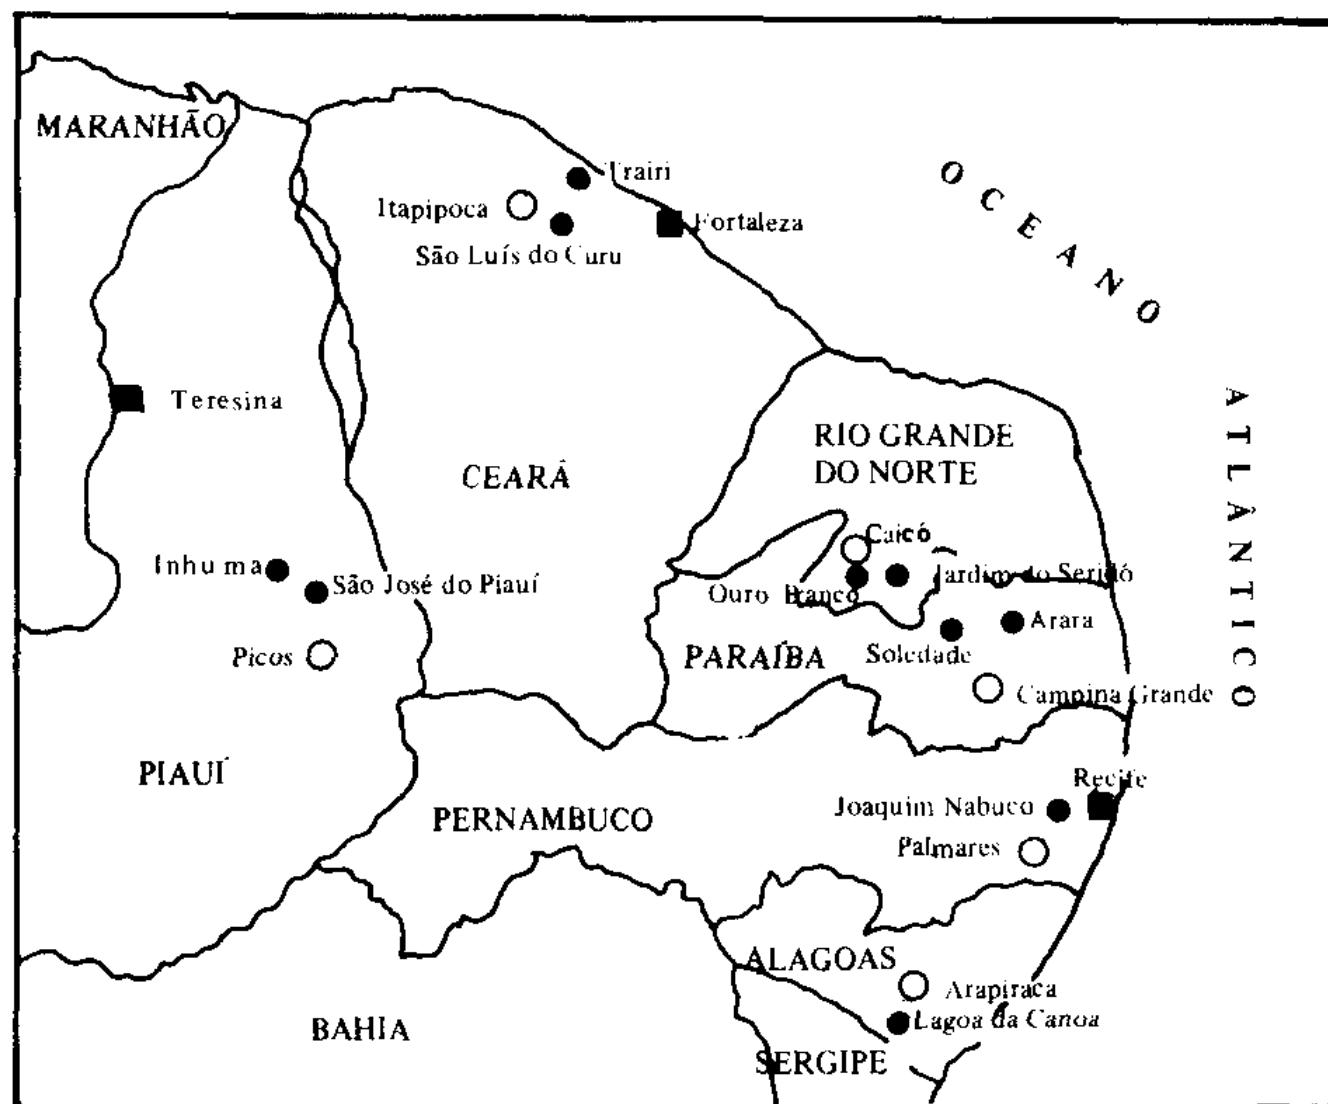 MARANHÃO
OCEANO
Trairi
Itapipoca
Fortaleza
São Luís do Curu
Teresina
ATLÂNTICO
RIO GRANDE
DO NORTE
CEARÁ
Caicó
Inhuma
São José do Piauí
Jardim do Seridó
Ouro Branco
Arara
Picos
PARAÍBA
Soledade
Campina Grande
PIAUÍ
Recife
Joaquim Nabuco
PERNAMBUCO
Palmares
ALAGOAS
Arapiraca
Lagoa da Canoa
BAHIA
SERGIPE